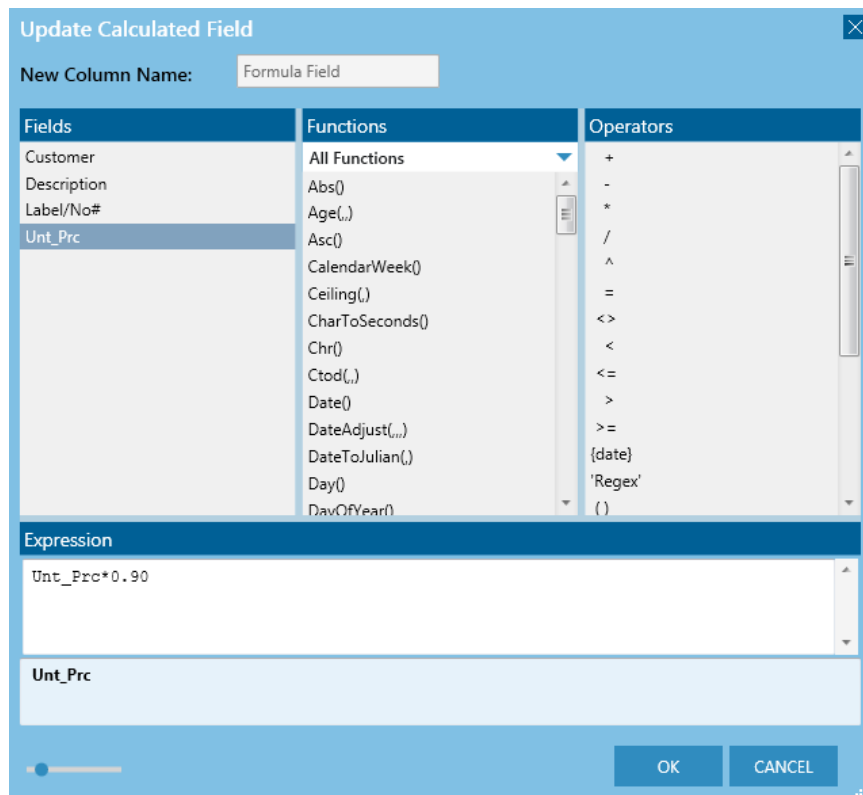 Update Calculated Field
New Column Name:
Formula Field
Fields
Customer
Description
Label/No#
Unt_Prc
Functions
All Functions
Abs()
Age(,,)
Asc()
CalendarWeek()
Ceiling(,)
CharToSeconds()
Chr()
Ctod(,,)
Date()
DateAdjust(,,,)
DateToJulian(,)
Day()
DayOfYear()
Operators
+
-
*
/
^
=
<>
<
<=
>
>=
{date}
'Regex'
( )
Expression
Unt_Prc*0.90
Unt_Prc
OK
CANCEL